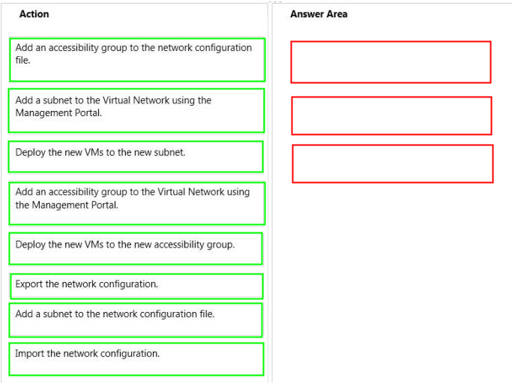 Action
Answer Area
Add an accessibility group to the network configuration
file.
Add a subnet to the Virtual Network using the
Management Portal.
Deploy the new VMs to the new subnet.
Add an accessibility group to the Virtual Network using
the Management Portal.
Deploy the new VMs to the new accessibility group.
Export the network configuration.
Add a subnet to the network configuration file.
Import the network configuration.